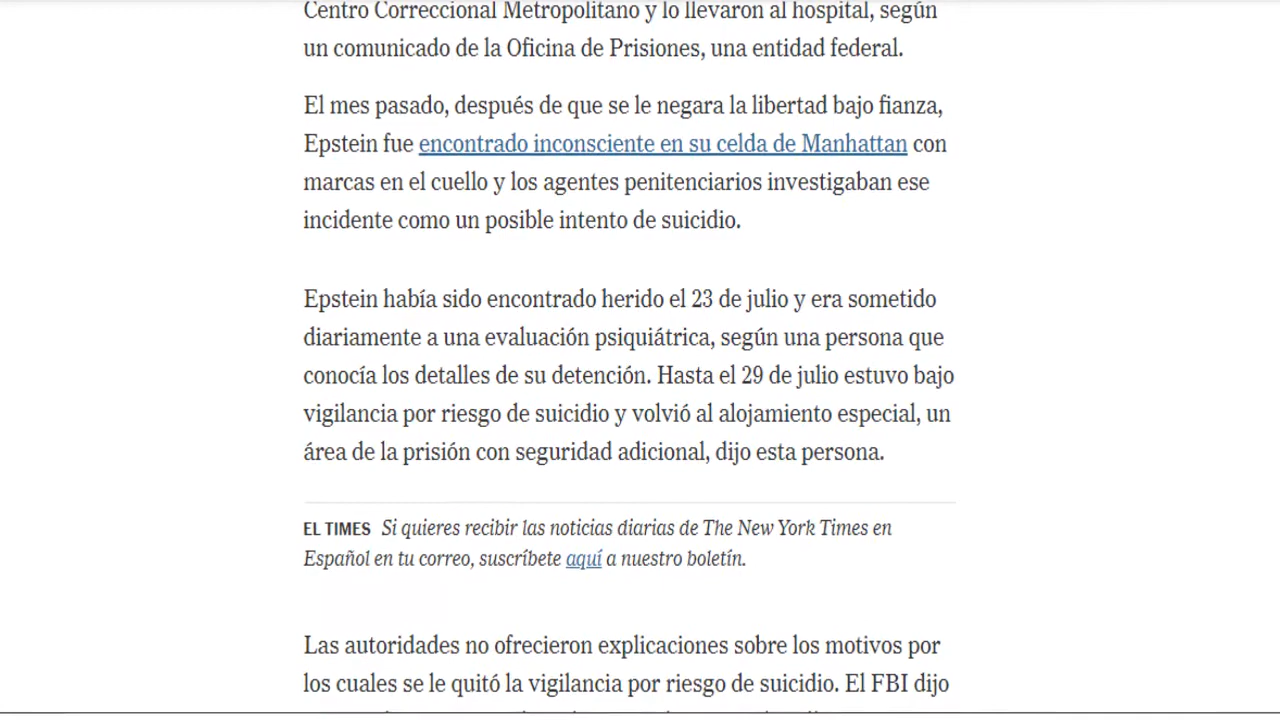 Centro Correccional Metropolitano y lo llevaron al hospital, según
un comunicado de la Oficina de Prisiones, una entidad federal.
El mes pasado, después de que se le negara la libertad bajo fianza,
Epstein fue encontrado inconsciente en su celda de Manhattan con
marcas en el cuello y los agentes penitenciarios investigaban ese
incidente como un posible intento de suicidio.
Epstein había sido encontrado herido el 23 de julio y era sometido
diariamente a una evaluación psiquiátrica, según una persona que
conocía los detalles de su detención. Hasta el 29 de julio estuvo bajo
vigilancia por riesgo de suicidio y volvió al alojamiento especial, un
área de la prisión con seguridad adicional, dijo esta persona.
EL TIMES Si quieres recibir las noticias diarias de The New York Times en
Español en tu correo, suscríbete aquí a nuestro boletín.
Las autoridades no ofrecieron explicaciones sobre los motivos por
los cuales se le quitó la vigilancia por riesgo de suicidio. El FBI dijo